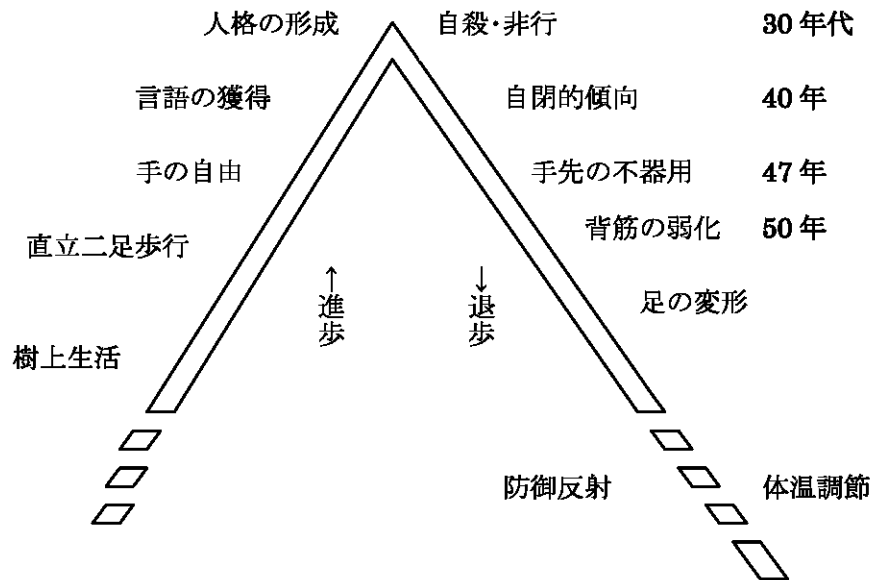 人格の形成 自殺・非行 30年代
言語の獲得 自閉的傾向 40年
手の自由 手先の不器用 47年
背筋の弱化 50年
直立二足歩行
↑進歩 ↓退歩
足の変形
樹上生活
防御反射 体温調節